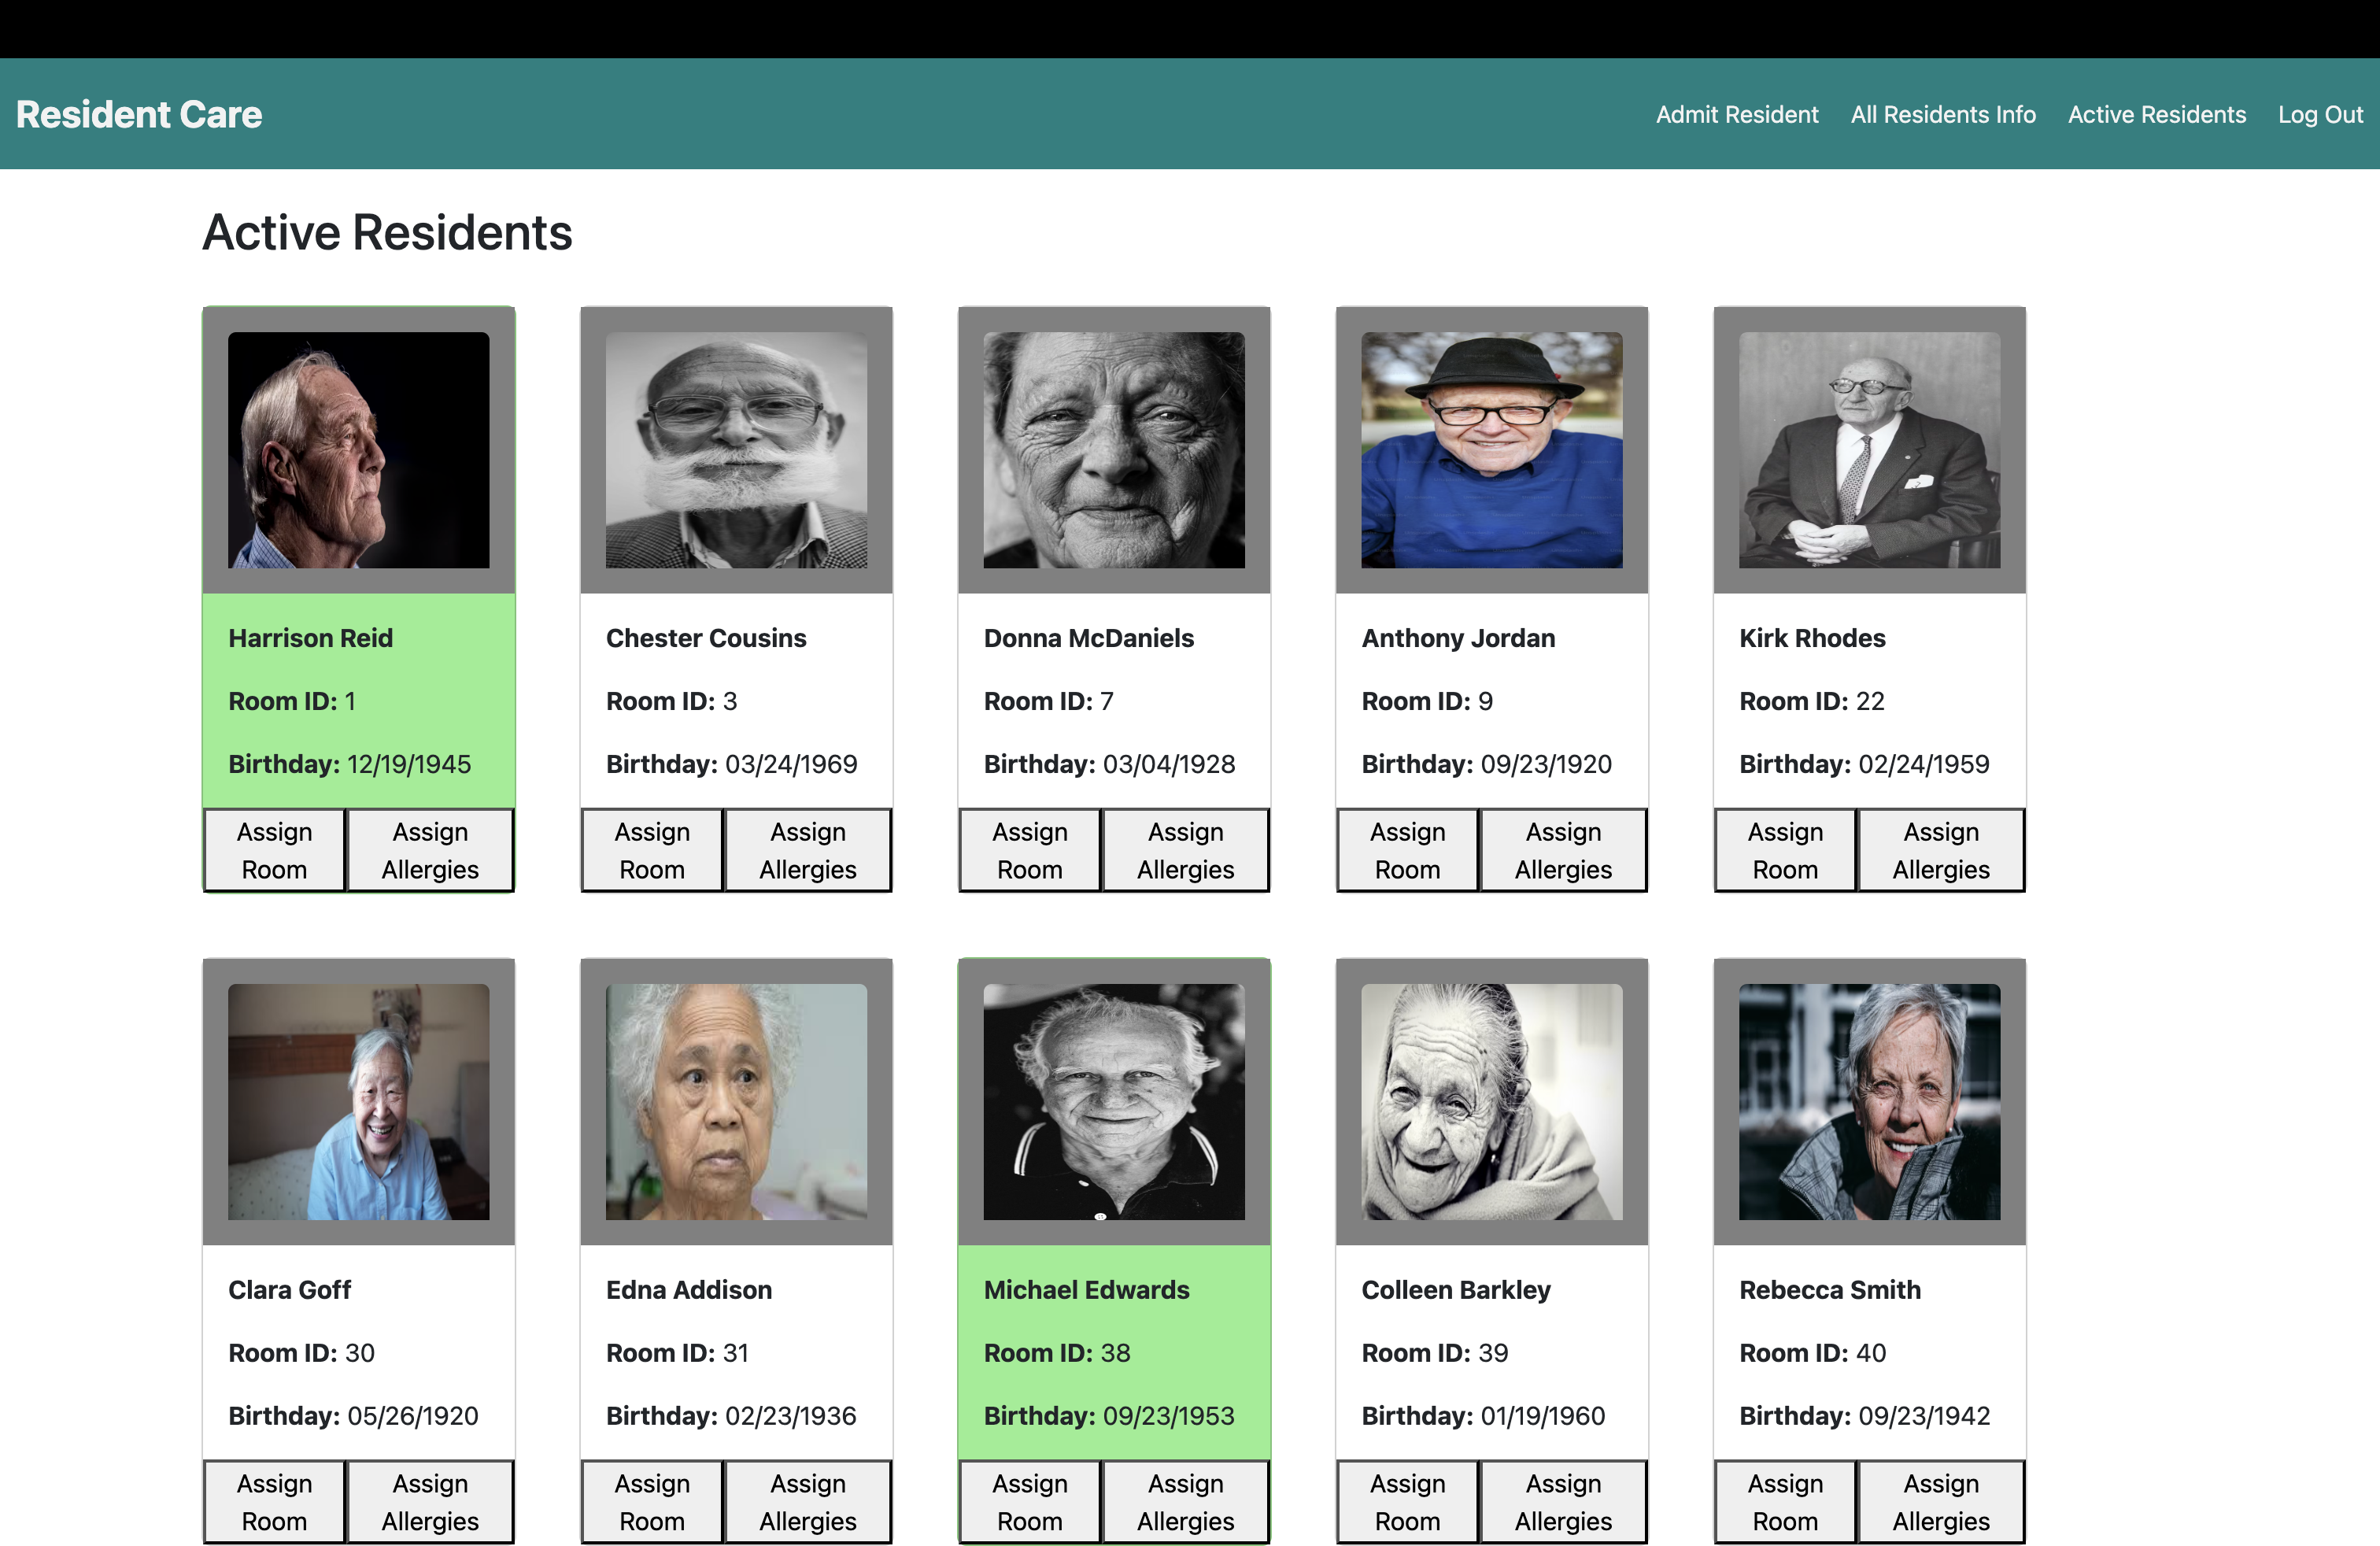 Resident Care
Admit Resident All Residents Info Active Residents Log Out
Active Residents
Harrison Reid
Room ID: 1
Birthday: 12/19/1945
Assign Room
Assign Allergies
Chester Cousins
Room ID: 3
Birthday: 03/24/1969
Assign Room
Assign Allergies
Donna McDaniels
Room ID: 7
Birthday: 03/04/1928
Assign Room
Assign Allergies
Anthony Jordan
Room ID: 9
Birthday: 09/23/1920
Assign Room
Assign Allergies
Kirk Rhodes
Room ID: 22
Birthday: 02/24/1959
Assign Room
Assign Allergies
Clara Goff
Room ID: 30
Birthday: 05/26/1920
Assign Room
Assign Allergies
Edna Addison
Room ID: 31
Birthday: 02/23/1936
Assign Room
Assign Allergies
Michael Edwards
Room ID: 38
Birthday: 09/23/1953
Assign Room
Assign Allergies
Colleen Barkley
Room ID: 39
Birthday: 01/19/1960
Assign Room
Assign Allergies
Rebecca Smith
Room ID: 40
Birthday: 09/23/1942
Assign Room
Assign Allergies